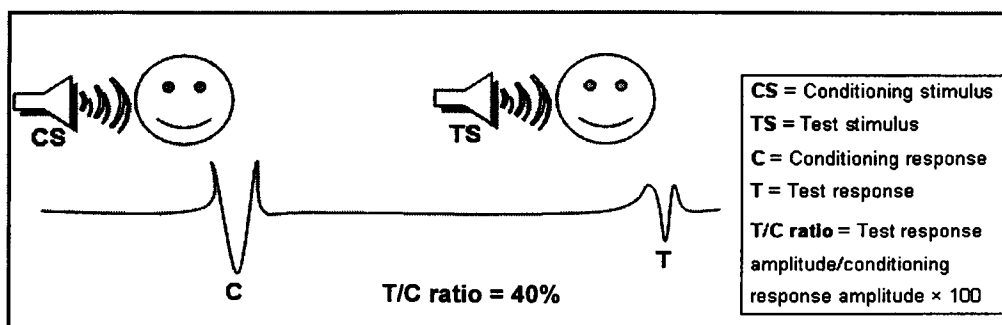 CS
TS
C
T
T/C ratio = 40%
CS = Conditioning stimulus
TS = Test stimulus
C = Conditioning response
T = Test response
T/C ratio = Test response
amplitude/conditioning
response amplitude × 100